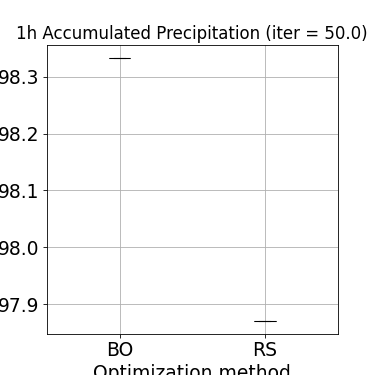 1h Accumulated Precipitation (iter = 50.0)
98.3
98.2
98.1
98.0
97.9
BO RS
Optimization method